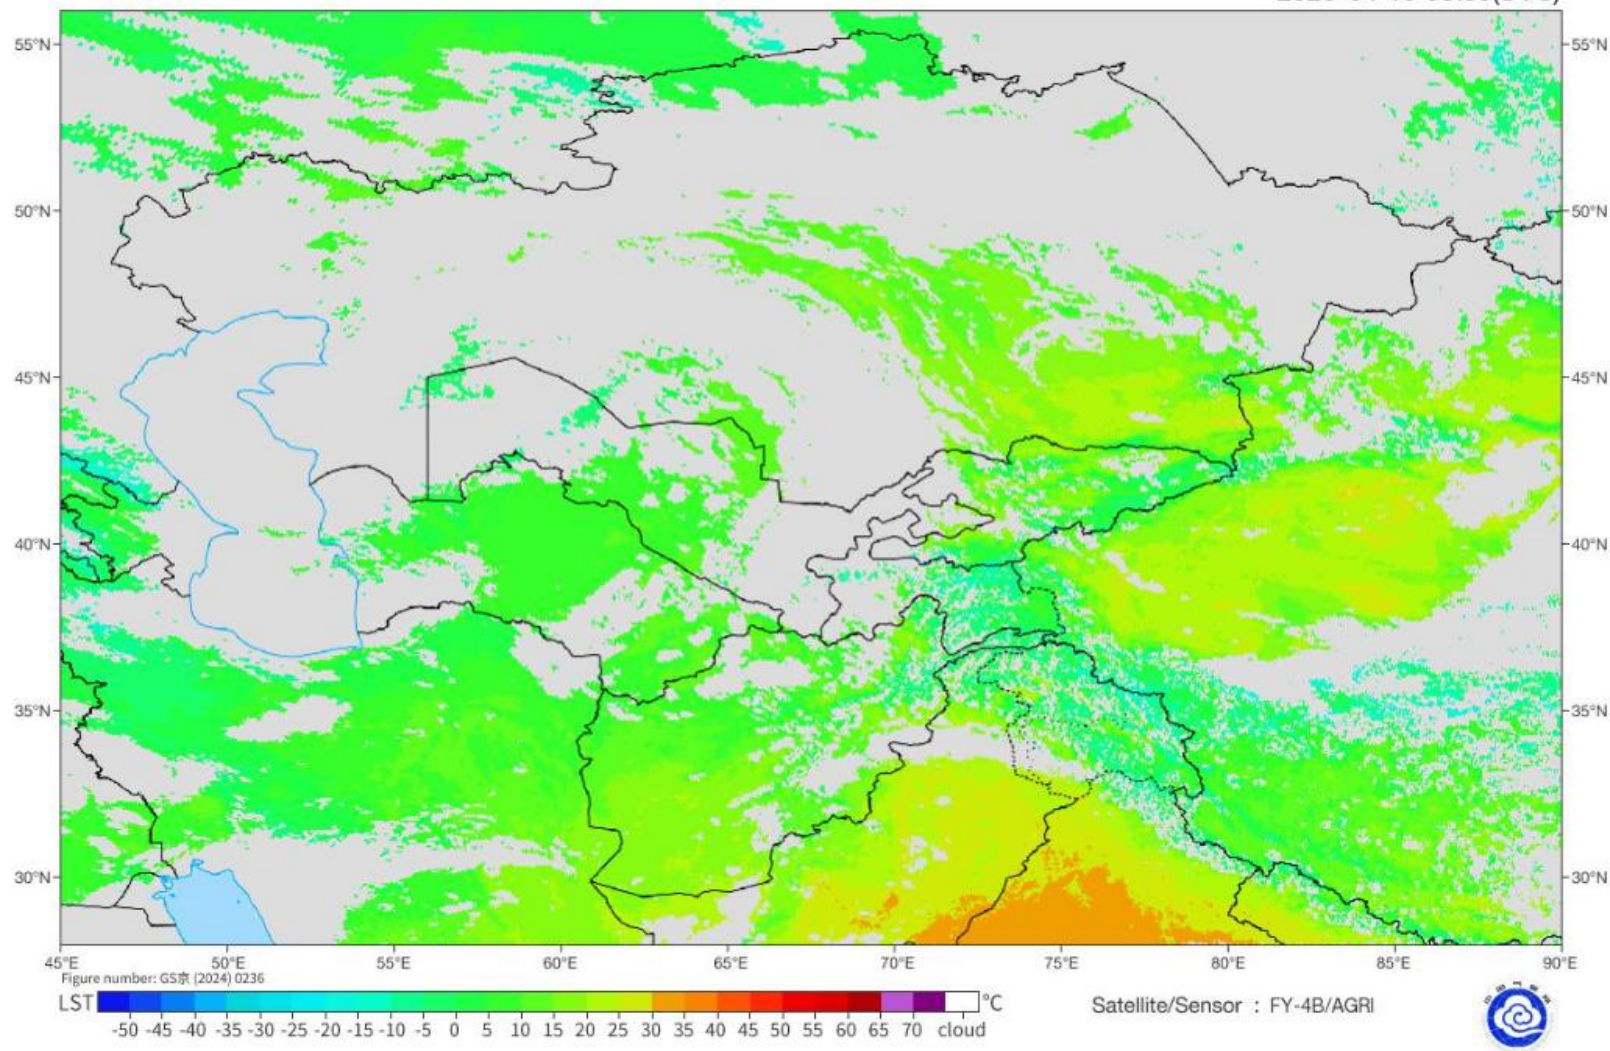 55°N
55°N
50°N
50°N
45°N
45°N
40°N
40°N
35°N
35°N
30°N
30°N
45°E 50°E 55°E 60°E 65°E 70°E 75°E 80°E 85°E 90°E
Figure number: GS京 (2024) 0236
LST
°C
-50 -45 -40 -35 -30 -25 -20 -15 -10 -5 0 5 10 15 20 25 30 35 40 45 50 55 60 65 70 cloud
Satellite/Sensor : FY-4B/AGRI